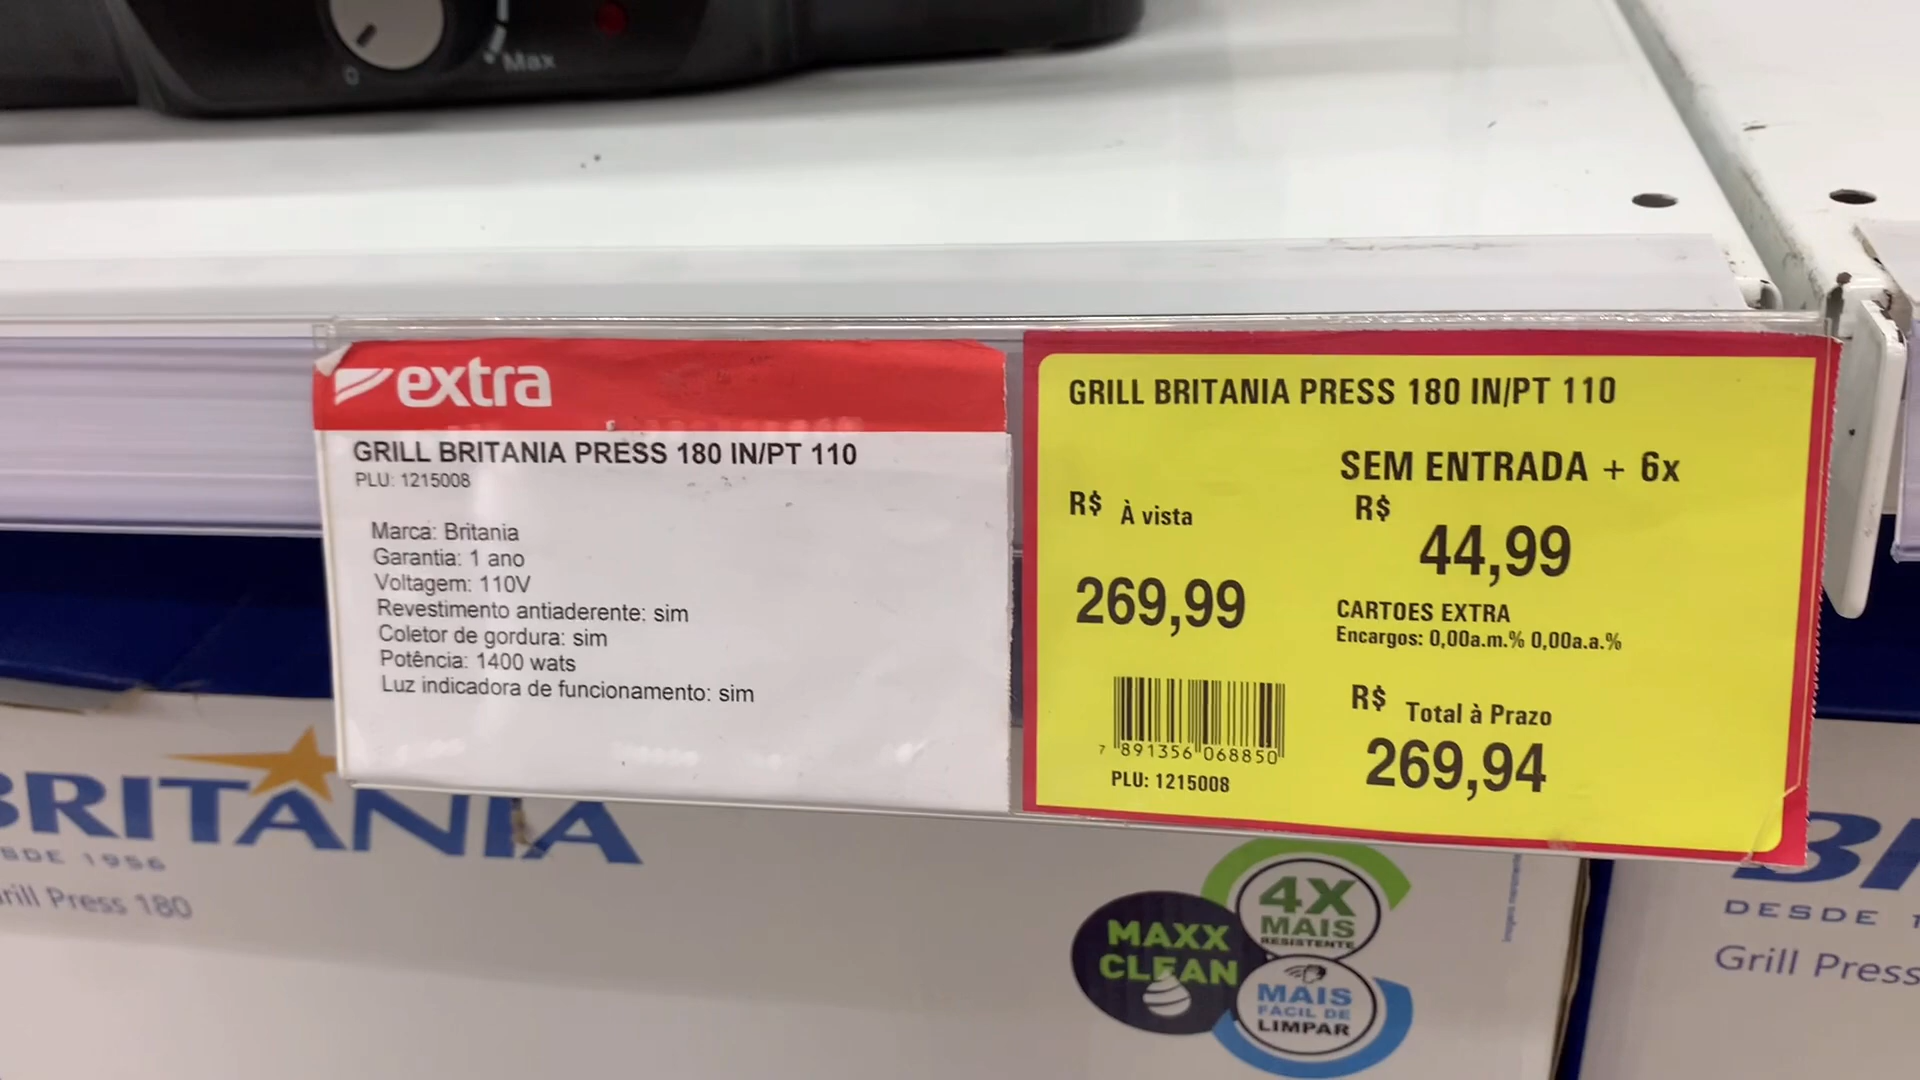 0
Max
extra
GRILL BRITANIA PRESS 180 IN/PT 110
PLU: 1215008
Marca: Britania
Garantia: 1 ano
Voltagem: 110V
Revestimento antiaderente: sim
Coletor de gordura: sim
Potência: 1400 wats
Luz indicadora de funcionamento: sim
GRILL BRITANIA PRESS 180 IN/PT 110
SEM ENTRADA + 6x
R$ À vista
269,99
R$
44,99
CARTOES EXTRA
Encargos: 0,00a.m.% 0,00a.a.%
R$ Total à Prazo
269,94
7 891356 068850
PLU: 1215008
BRITANIA
SDE 1956
rill Press 180
MAXX
CLEAN
4X
MAIS
RESISTENTE
MAIS
FACIL DE
LIMPAR
DESDE
Grill Press